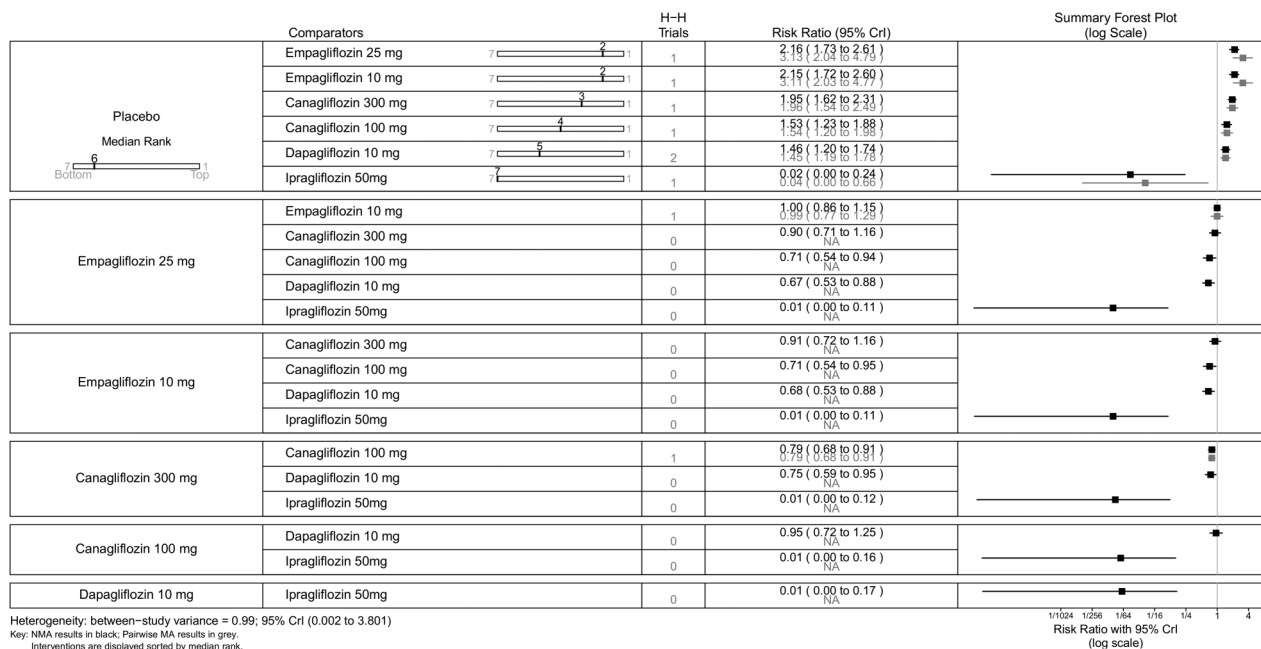 H−H
Summary Forest Plot
Comparators Trials Risk Ratio (95% CrI) (log Scale)
Placebo
Median Rank
6
7 1
Bottom Top
Empagliflozin 25 mg 7 2 1 1 2.16 ( 1.73 to 2.61 )
3.13 ( 2.04 to 4.79 )
Empagliflozin 10 mg 7 2 1 1 2.15 ( 1.72 to 2.60 )
3.11 ( 2.03 to 4.77 )
Canagliflozin 300 mg 7 3 1 1 1.95 ( 1.62 to 2.31 )
1.96 ( 1.54 to 2.49 )
Canagliflozin 100 mg 7 4 1 1 1.53 ( 1.23 to 1.88 )
1.54 ( 1.20 to 1.98 )
Dapagliflozin 10 mg 7 5 1 2 1.46 ( 1.20 to 1.74 )
1.45 ( 1.19 to 1.78 )
Ipragliflozin 50mg 7 7 1 1 0.02 ( 0.00 to 0.24 )
0.04 ( 0.00 to 0.66 )
Empagliflozin 25 mg
Empagliflozin 10 mg 1 1.00 ( 0.86 to 1.15 )
0.99 ( 0.77 to 1.29 )
Canagliflozin 300 mg 0 0.90 ( 0.71 to 1.16 )
NA
Canagliflozin 100 mg 0 0.71 ( 0.54 to 0.94 )
NA
Dapagliflozin 10 mg 0 0.67 ( 0.53 to 0.88 )
NA
Ipragliflozin 50mg 0 0.01 ( 0.00 to 0.11 )
NA
Empagliflozin 10 mg
Canagliflozin 300 mg 0 0.91 ( 0.72 to 1.16 )
NA
Canagliflozin 100 mg 0 0.71 ( 0.54 to 0.95 )
NA
Dapagliflozin 10 mg 0 0.68 ( 0.53 to 0.88 )
NA
Ipragliflozin 50mg 0 0.01 ( 0.00 to 0.11 )
NA
Canagliflozin 300 mg
Canagliflozin 100 mg 1 0.79 ( 0.68 to 0.91 )
0.79 ( 0.68 to 0.91 )
Dapagliflozin 10 mg 0 0.75 ( 0.59 to 0.95 )
NA
Ipragliflozin 50mg 0 0.01 ( 0.00 to 0.12 )
NA
Canagliflozin 100 mg
Dapagliflozin 10 mg 0 0.95 ( 0.72 to 1.25 )
NA
Ipragliflozin 50mg 0 0.01 ( 0.00 to 0.16 )
NA
Dapagliflozin 10 mg
Ipragliflozin 50mg 0 0.01 ( 0.00 to 0.17 )
NA
1/1024 1/256 1/64 1/16 1/4 1 4
Risk Ratio with 95% CrI
(log scale)
Heterogeneity: between−study variance = 0.99; 95% CrI (0.002 to 3.801)
Key: NMA results in black; Pairwise MA results in grey.
Interventions are displayed sorted by median rank.